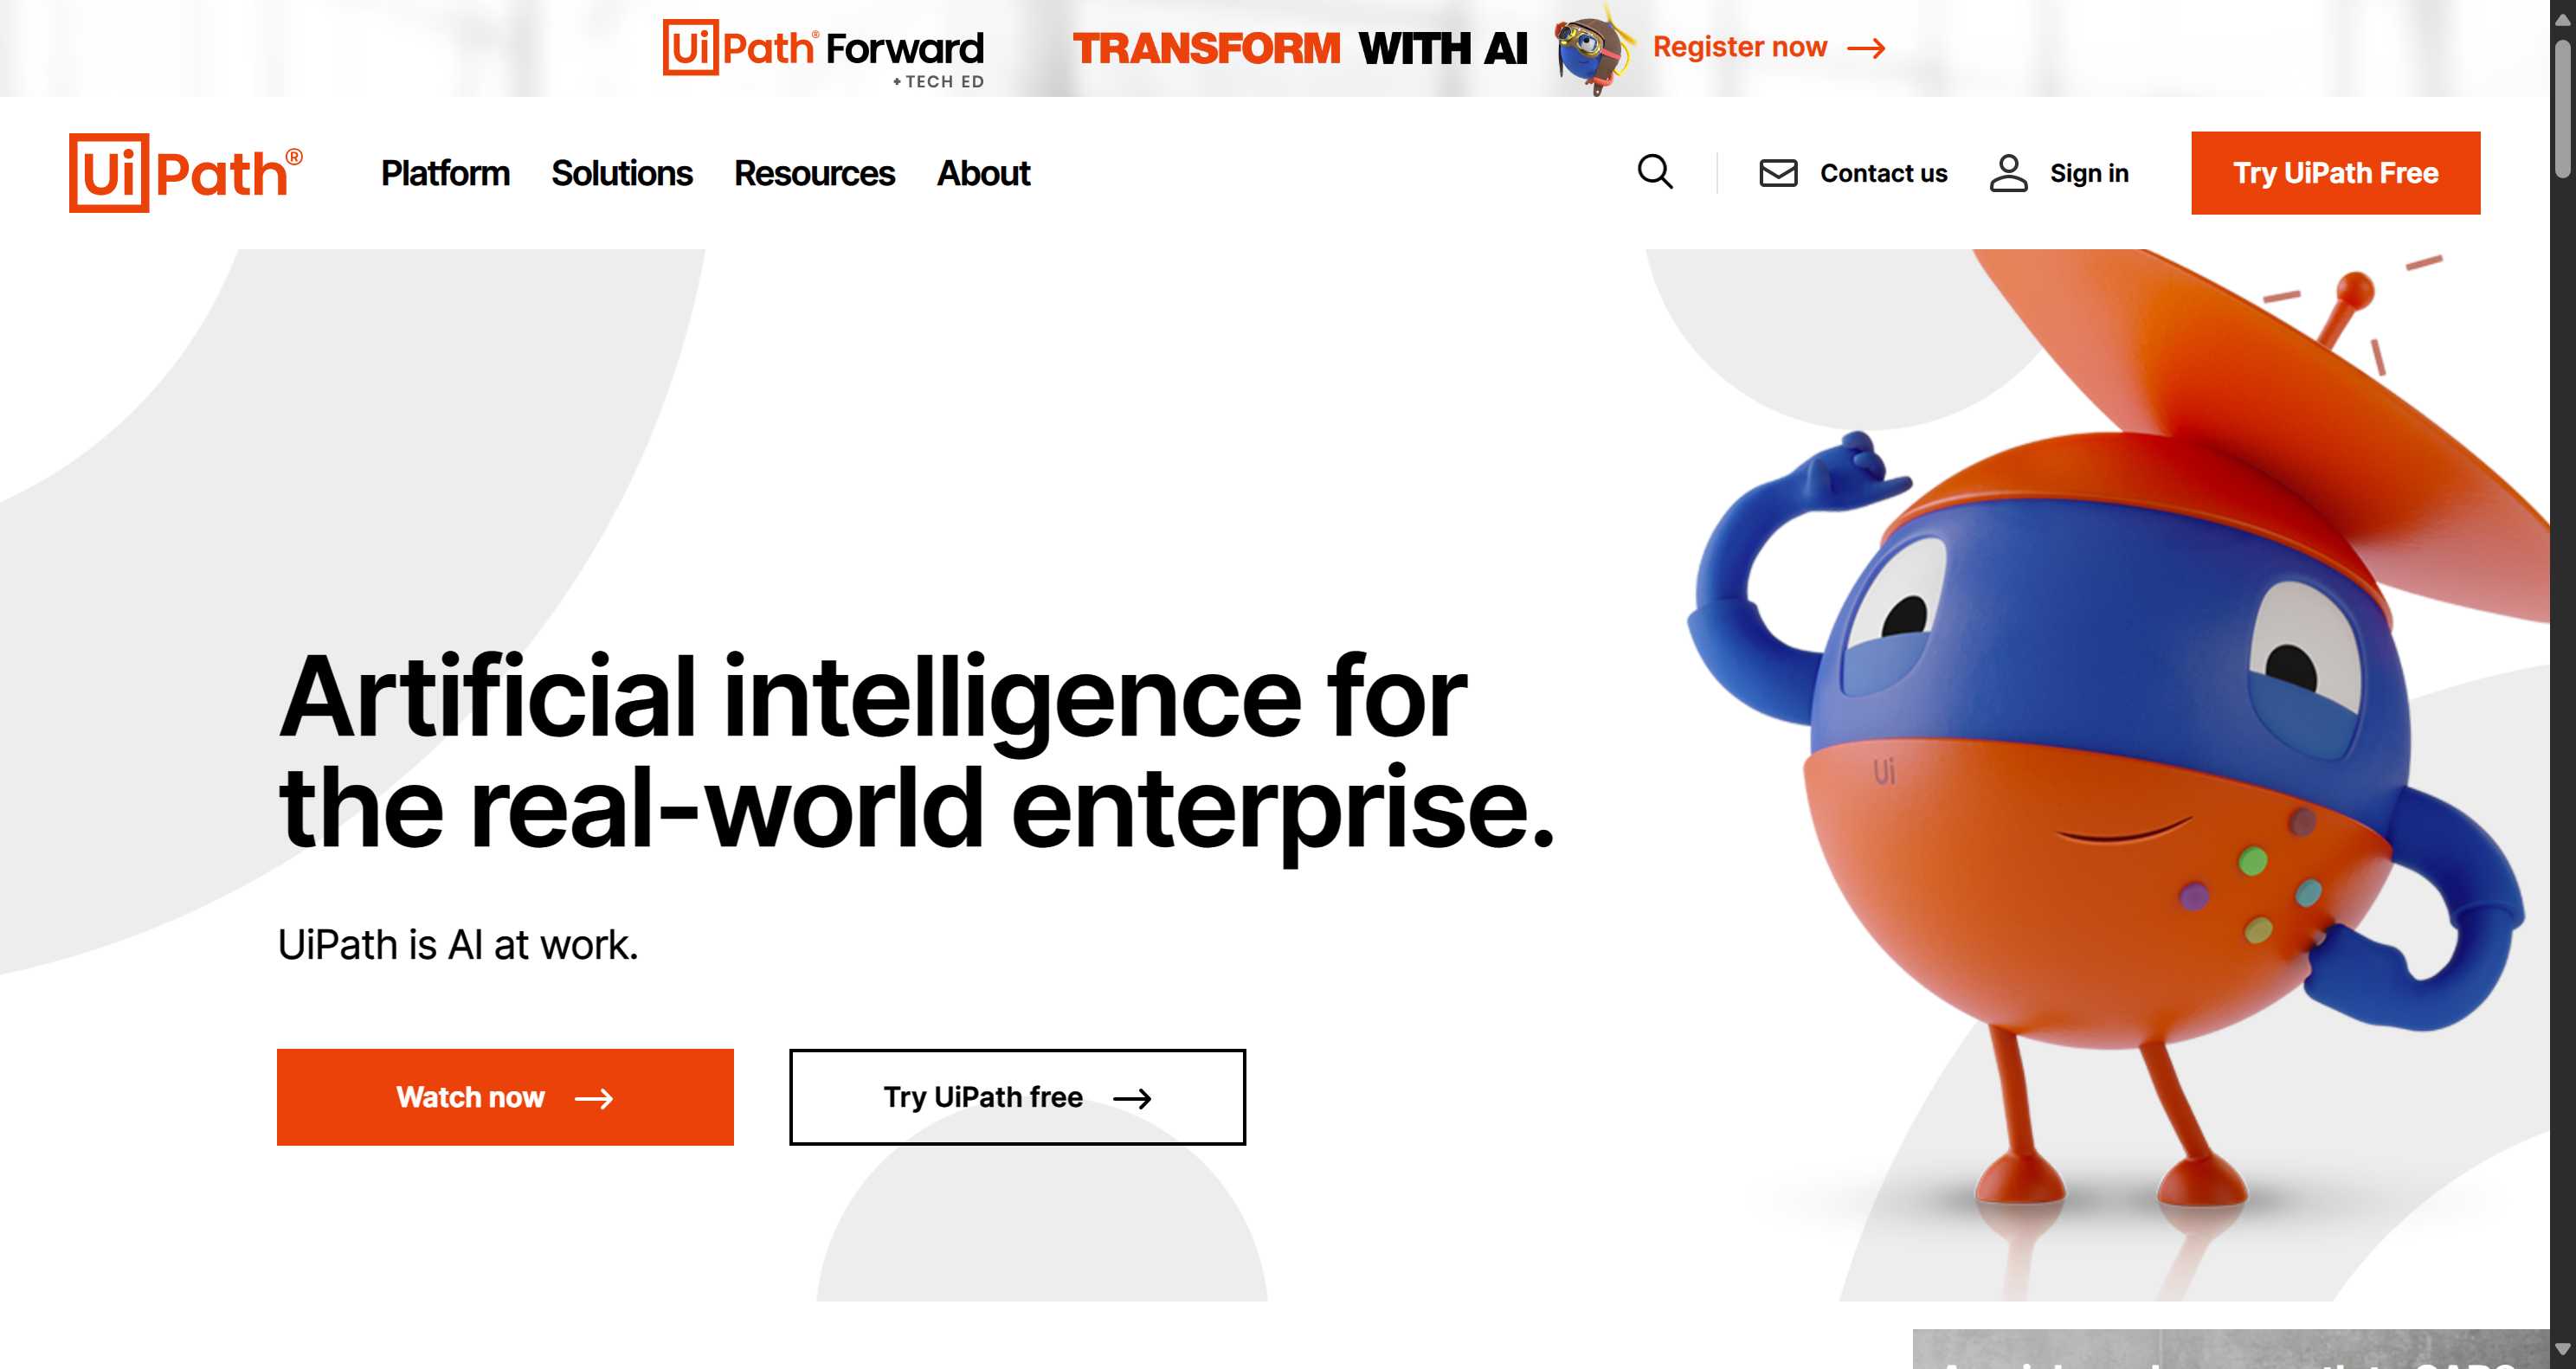 UiPath® Forward
+ TECH ED
TRANSFORM WITH AI
Register now
UiPath®
Platform
Solutions
Resources
About
Contact us
Sign in
Try UiPath Free
Artificial intelligence for
the real-world enterprise.
UiPath is AI at work.
Watch now
Try UiPath free
Ui